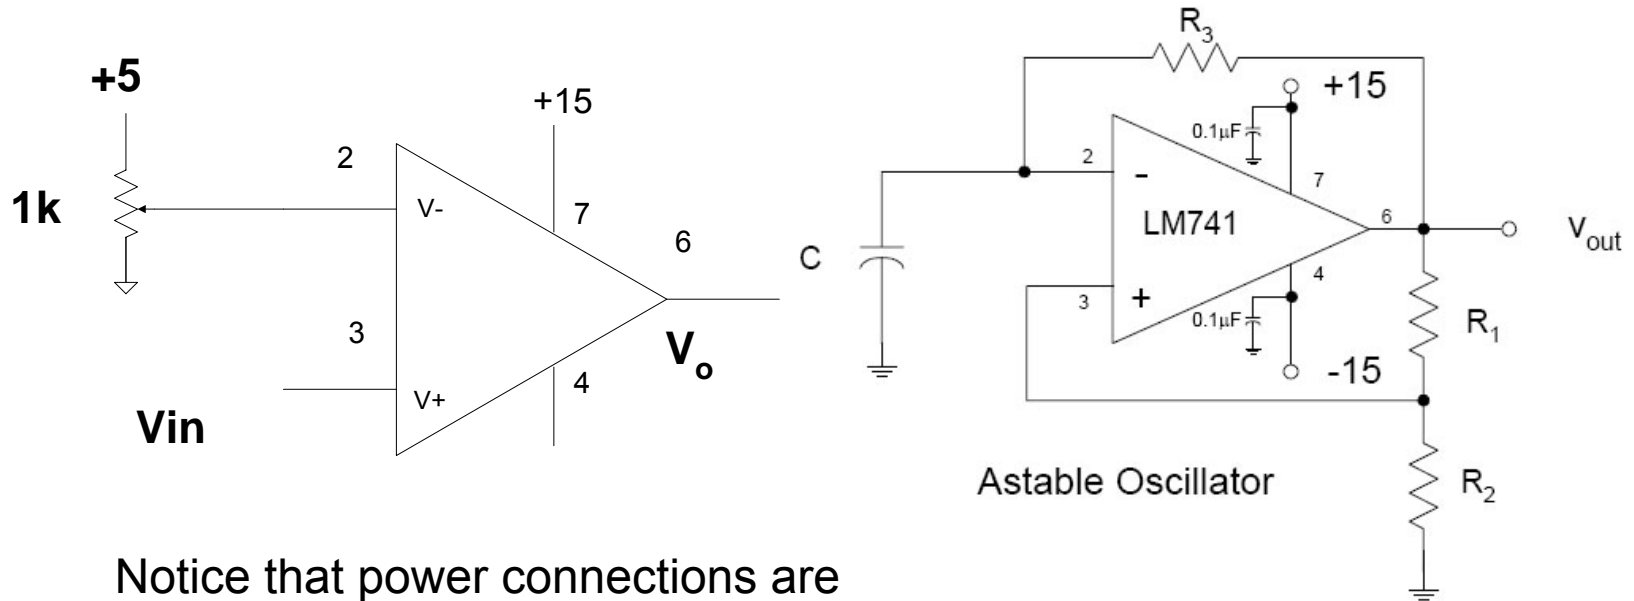 +5
1k
2
V-
+15
7
6
3
V+
4
Vo
Vin
R3
+15
0.1µF
2
-
7
LM741
6
Vout
C
4
3
+
0.1µF
R1
-15
Astable Oscillator
R2
Notice that power connections are